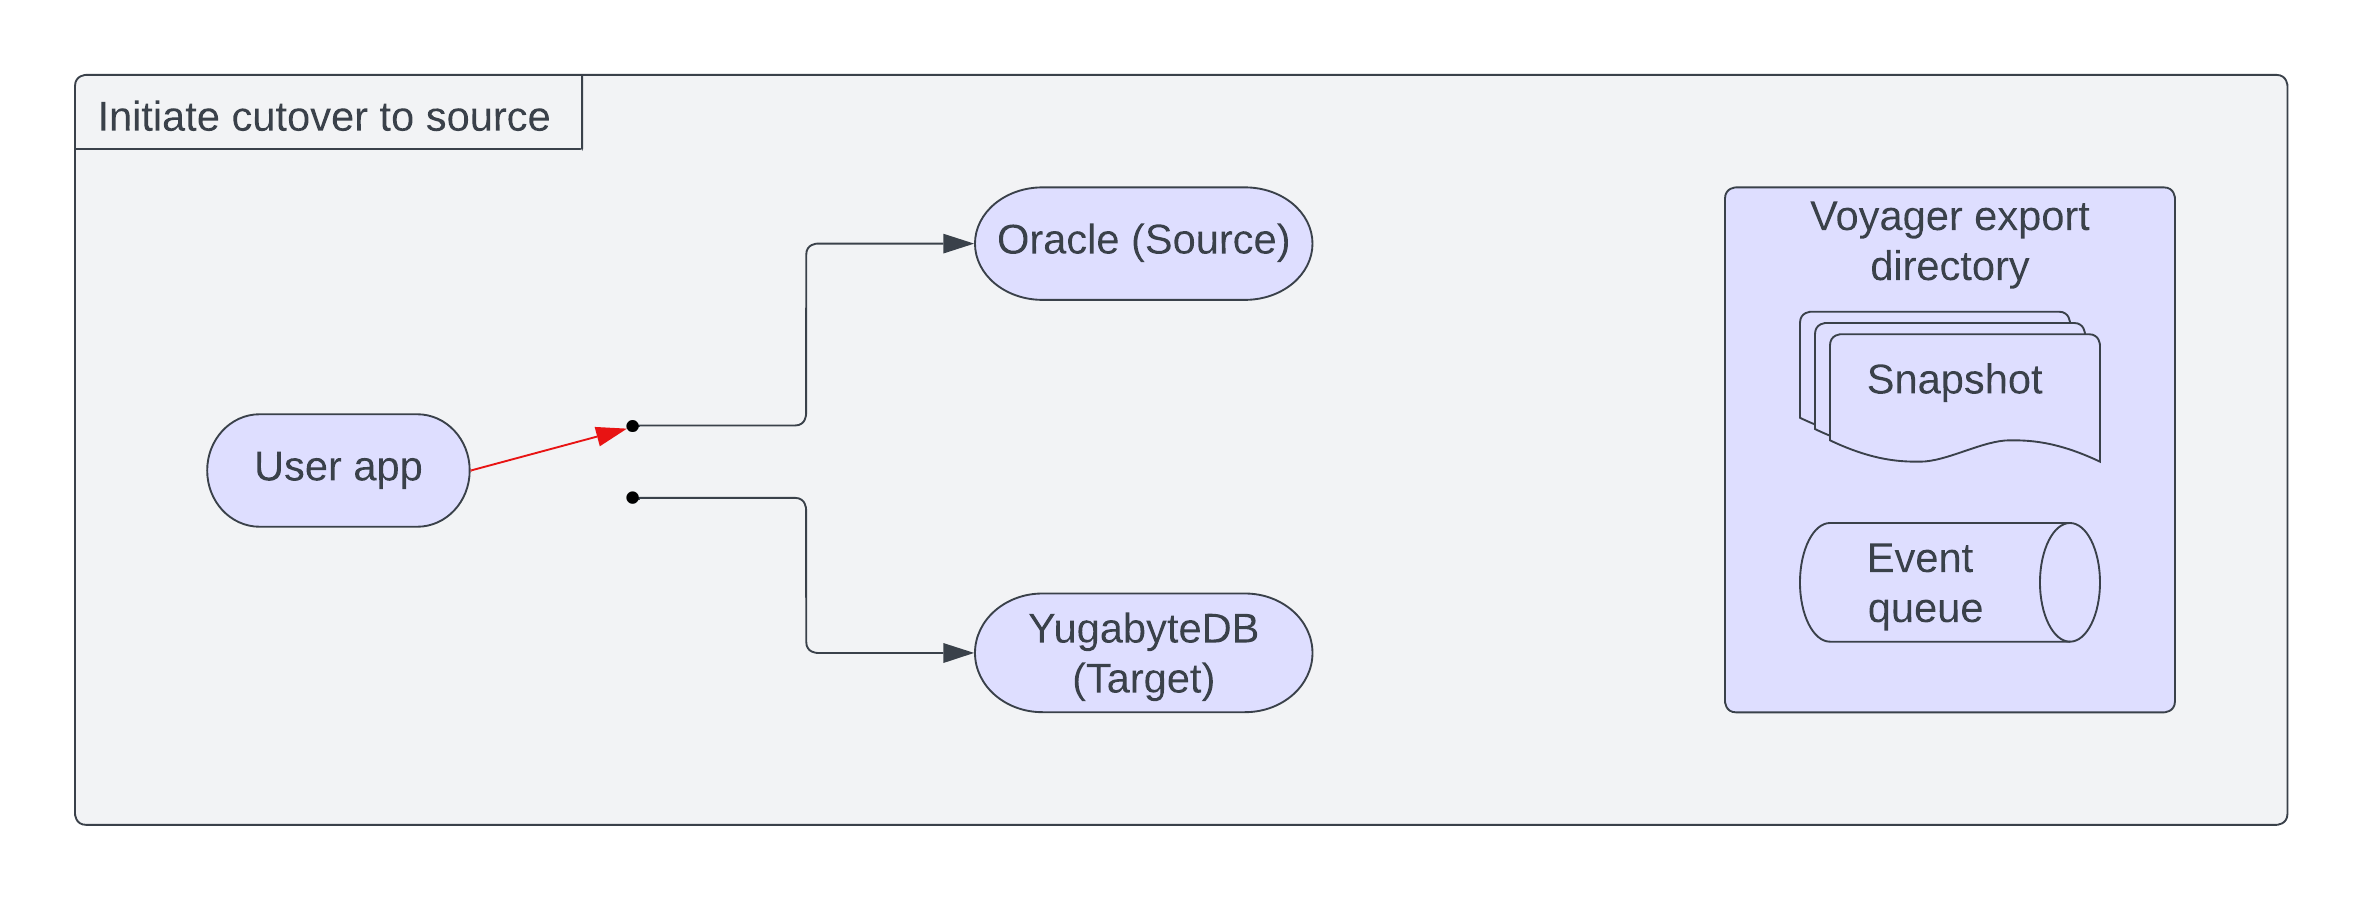 Initiate cutover to source
Oracle (Source)
Voyager export
directory
Snapshot
User app
Event
queue
YugabyteDB
(Target)